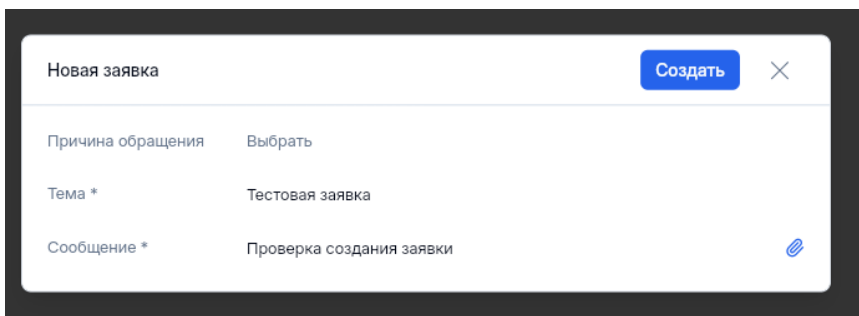 Новая заявка
Создать
Причина обращения Выбрать
Тема * Тестовая заявка
Сообщение * Проверка создания заявки